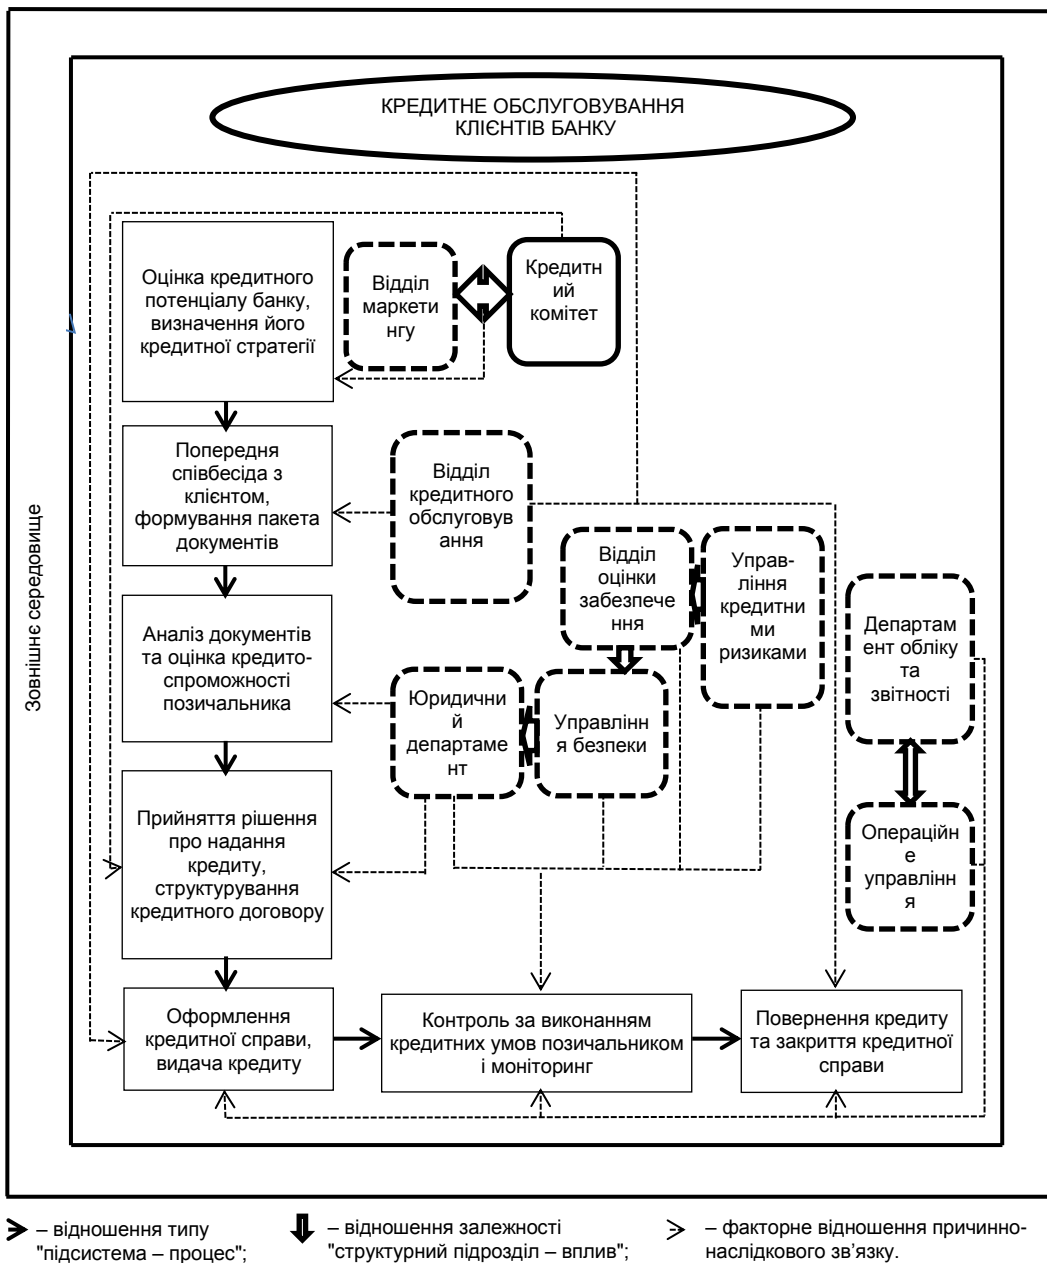 КРЕДИТНЕ ОБСЛУГОВУВАННЯ
КЛІЄНТІВ БАНКУ
Зовнішнє середовище
Оцінка кредитного
потенціалу банку,
визначення його
кредитної стратегії
Відділ
маркети
нгу
Кредитн
ий
комітет
Попередня
співбесіда з
клієнтом,
формування пакета
документів
Відділ
кредитного
обслуговув
ання
Відділ
оцінки
забезпече
ння
Управ-
ління
кредитни
ми
ризиками
Департам
ент обліку
та
звітності
Аналіз документів
та оцінка кредито-
спроможності
позичальника
Юридични
й
департаме
нт
Управлінн
я безпеки
Прийняття рішення
про надання
кредиту,
структурування
кредитного договору
Операційн
е
управлінн
я
Оформлення
кредитної справи,
видача кредиту
Контроль за виконанням
кредитних умов позичальником
і моніторинг
Повернення кредиту
та закриття кредитної
справи
– відношення типу
"підсистема – процес";
– відношення залежності
"структурний підрозділ – вплив";
– факторне відношення причинно-
наслідкового зв’язку.